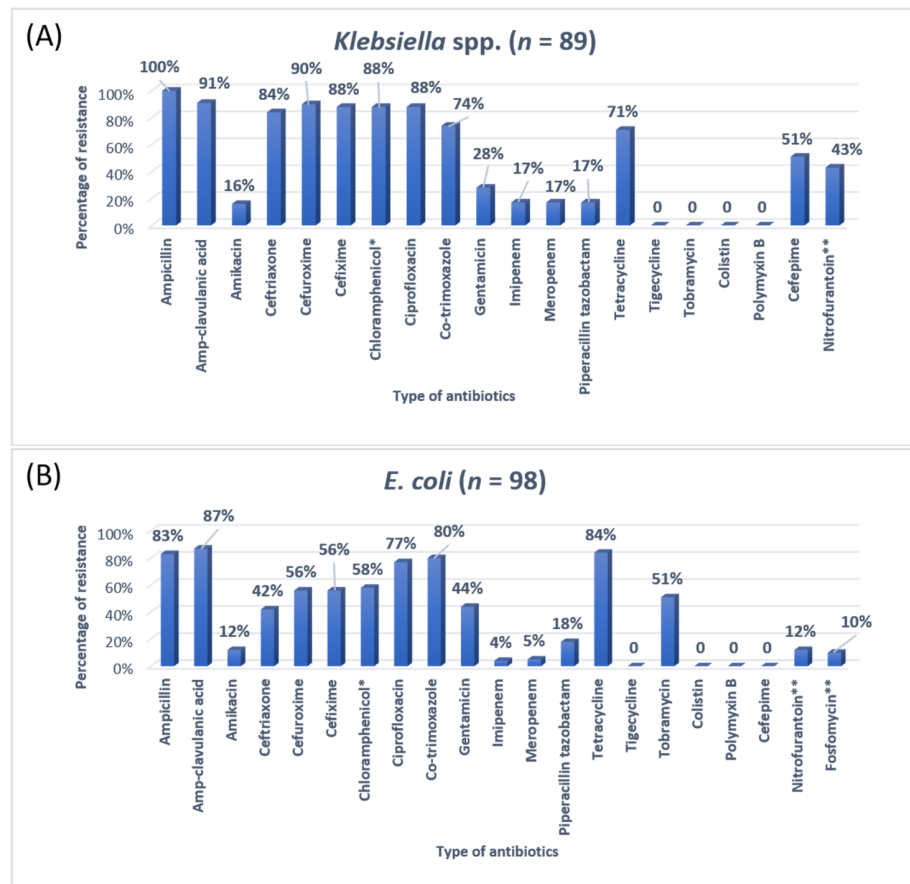 (A)
Klebsiella spp. (n = 89)
Percentage of resistance
100%
80%
60%
40%
20%
0%
100%
91%
16%
84%
90%
88%
88%
88%
74%
28%
17%
17%
17%
71%
0
0
0
0
51%
43%
Ampicillin
Amp-clavulanic acid
Amikacin
Ceftriaxone
Cefuroxime
Cefixime
Chloramphenicol*
Ciprofloxacin
Co-trimoxazole
Gentamicin
Imipenem
Meropenem
Piperacillin tazobactam
Tetracycline
Tigecycline
Tobramycin
Colistin
Polymyxin B
Cefepime
Nitrofurantoin**
Type of antibiotics
(B)
E. coli (n = 98)
Percentage of resistance
100%
80%
60%
40%
20%
0%
83%
87%
12%
42%
56%
56%
58%
77%
80%
44%
4%
5%
18%
84%
0
51%
0
0
0
12%
10%
Ampicillin
Amp-clavulanic acid
Amikacin
Ceftriaxone
Cefuroxime
Cefixime
Chloramphenicol*
Ciprofloxacin
Co-trimoxazole
Gentamicin
Imipenem
Meropenem
Piperacillin tazobactam
Tetracycline
Tigecycline
Tobramycin
Colistin
Polymyxin B
Cefepime
Nitrofurantoin**
Fosfomycin**
Type of antibiotics